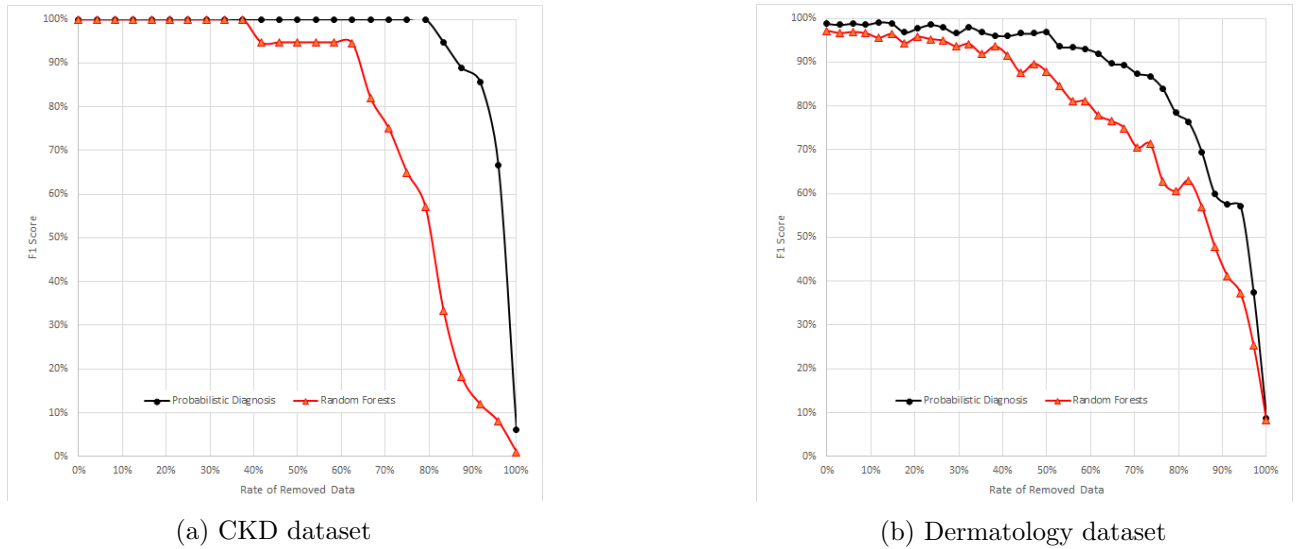 100%
90%
80%
70%
60%
50%
40%
30%
20%
10%
0%
F1 Score
Probabilistic Diagnosis Random Forests
0% 10% 20% 30% 40% 50% 60% 70% 80% 90% 100%
Rate of Removed Data
(a) CKD dataset
100%
90%
80%
70%
60%
50%
40%
30%
20%
10%
0%
F1 Score
Probabilistic Diagnosis Random Forests
0% 10% 20% 30% 40% 50% 60% 70% 80% 90% 100%
Rate of Removed Data
(b) Dermatology dataset